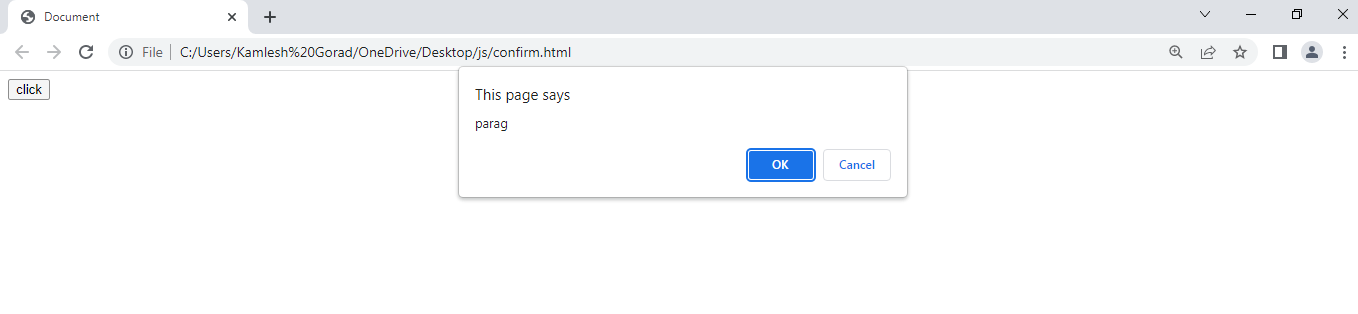 Document
File
C:/Users/Kamlesh%20Gorad/OneDrive/Desktop/js/confirm.html
click
This page says
parag
OK
Cancel